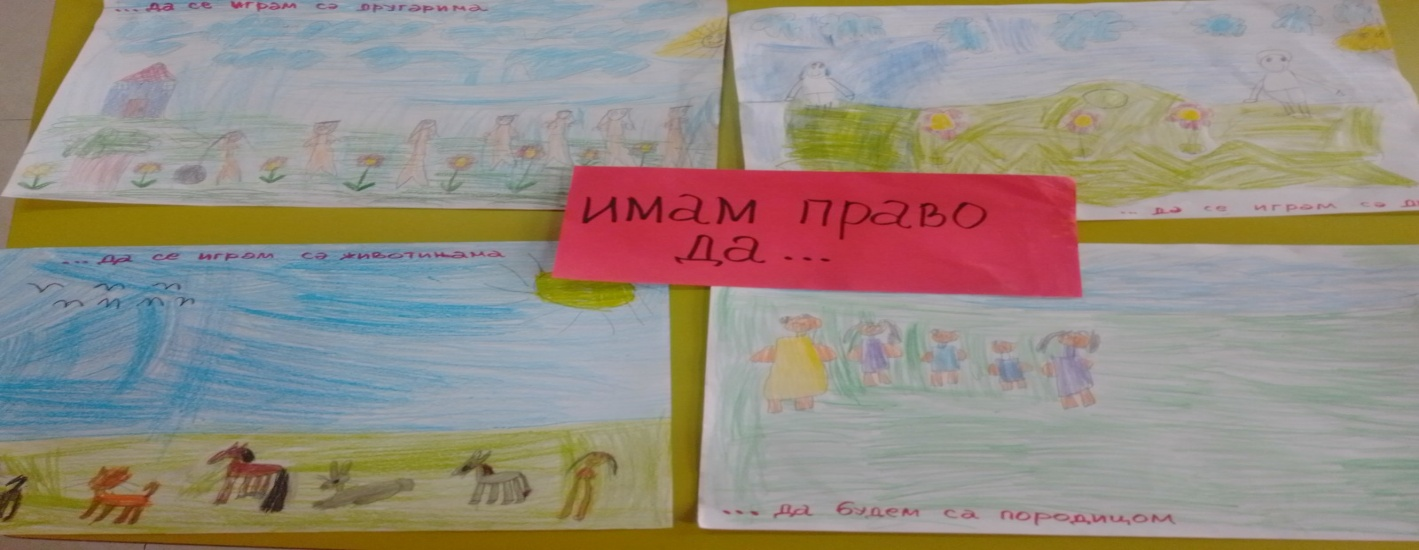 ...да се играм са другарима
имам право
да...
... да се играм са
...да се играм са животињама
... да будем са породицом